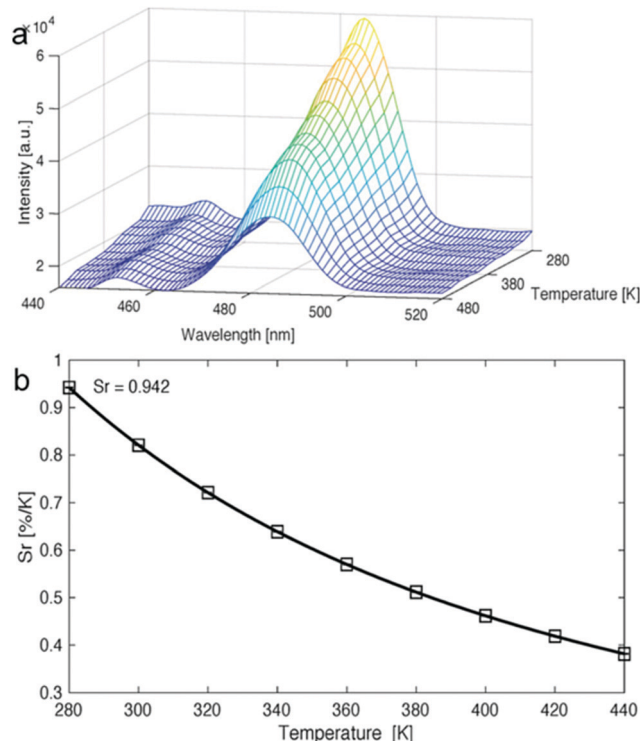 a
×10⁴
6
5
4
3
2
Intensity [a.u.]
440
460
480
500
520
Wavelength [nm]
280
380
480
Temperature [K]
b
1
0.9
0.8
0.7
0.6
0.5
0.4
0.3
Sr [%/K]
Sr = 0.942
280 300 320 340 360 380 400 420 440
Temperature [K]